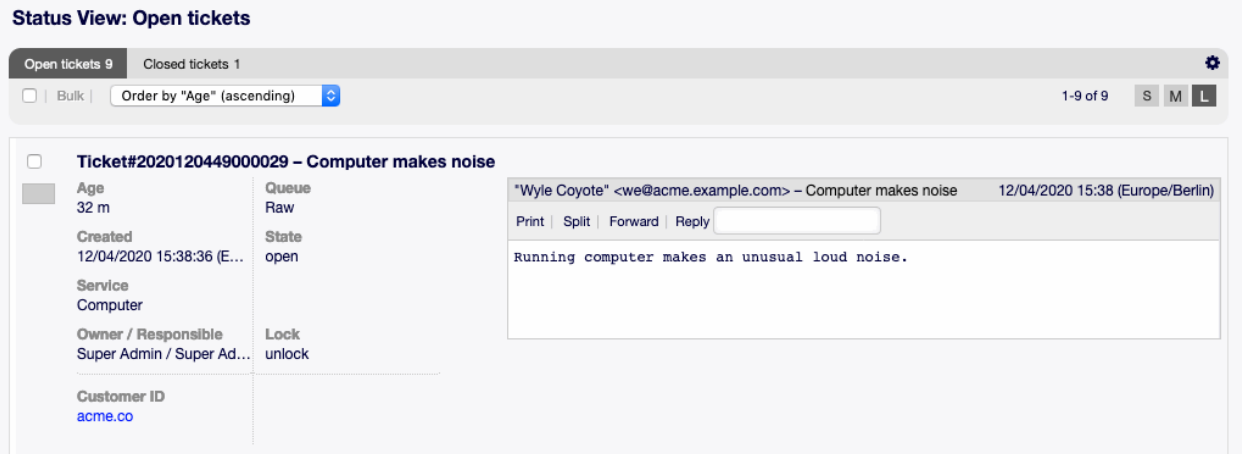 Status View: Open tickets
Open tickets 9 Closed tickets 1
Bulk | Order by "Age" (ascending) 1-9 of 9 S M L
Ticket#2020120449000029 – Computer makes noise
Age Queue
32 m Raw
Created State
12/04/2020 15:38:36 (E... open
Service
Computer
Owner / Responsible Lock
Super Admin / Super Ad... unlock
Customer ID
acme.co
"Wyle Coyote" <we@acme.example.com> – Computer makes noise 12/04/2020 15:38 (Europe/Berlin)
Print | Split | Forward | Reply
Running computer makes an unusual loud noise.